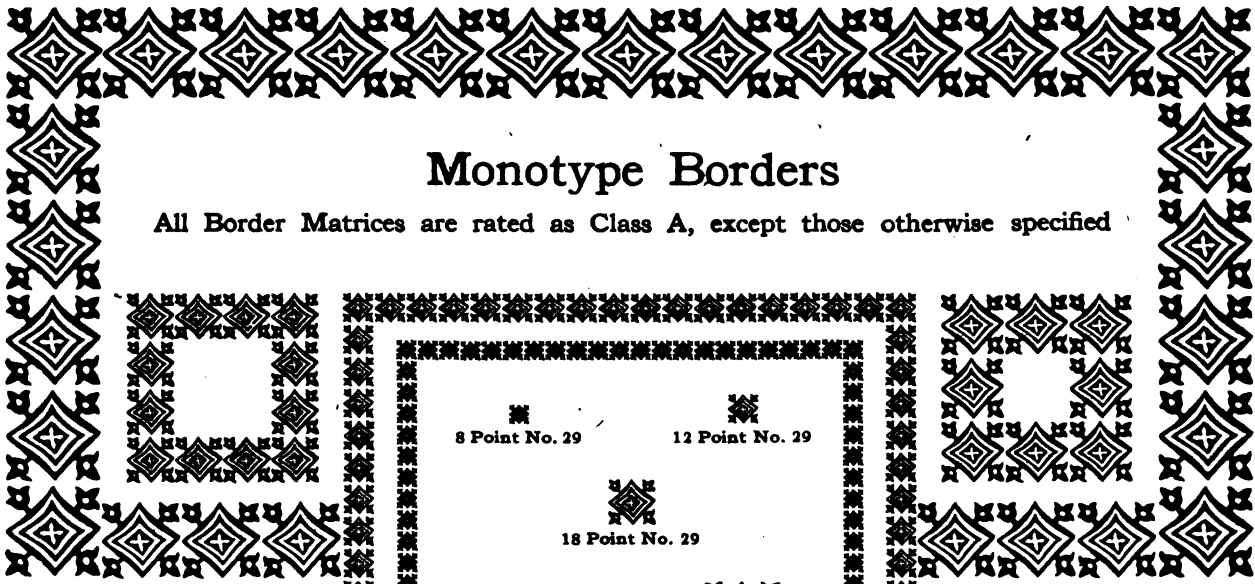 Monotype Borders
All Border Matrices are rated as Class A, except those otherwise specified
8 Point No. 29
12 Point No. 29
18 Point No. 29